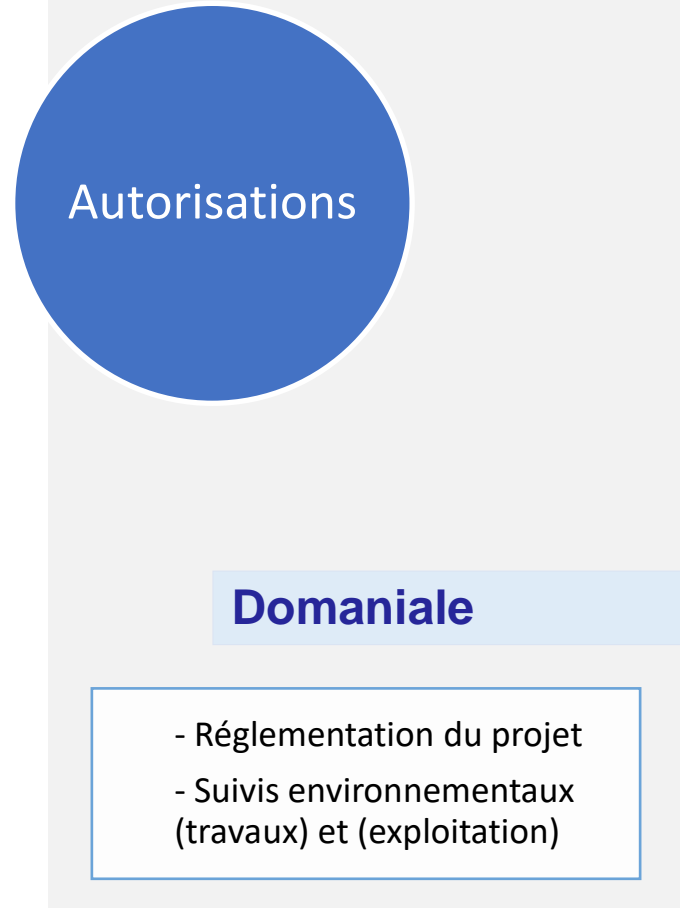 Autorisations
Domaniale
- Réglementation du projet
- Suivis environnementaux
(travaux) et (exploitation)